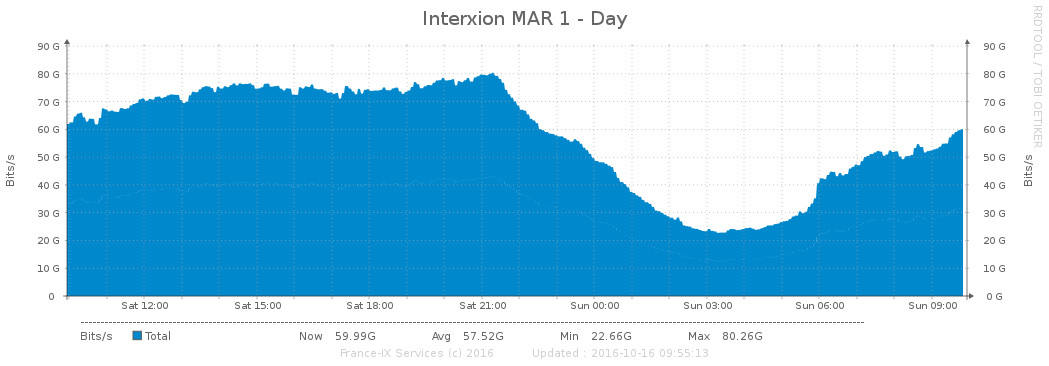 Interxion MAR 1 - Day
RRDTOOL / TOBI OETIKER
Bits/s
90 G 90 G
80 G 80 G
70 G 70 G
60 G 60 G
50 G 50 G
40 G 40 G
30 G 30 G
20 G 20 G
10 G 10 G
0 0 G
Bits/s
Sat 12:00 Sat 15:00 Sat 18:00 Sat 21:00 Sun 00:00 Sun 03:00 Sun 06:00 Sun 09:00
Bits/s Total Now 59.99G Avg 57.52G Min 22.66G Max 80.26G
France-IX Services (c) 2016 Updated : 2016-10-16 09:55:13